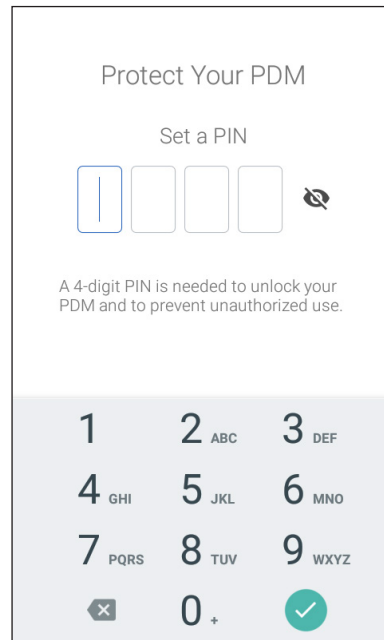 Protect Your PDM
Set a PIN
A 4-digit PIN is needed to unlock your
PDM and to prevent unauthorized use.
1 2 ABC 3 DEF
4 GHI 5 JKL 6 MNO
7 PQRS 8 TUV 9 WXYZ
0 +